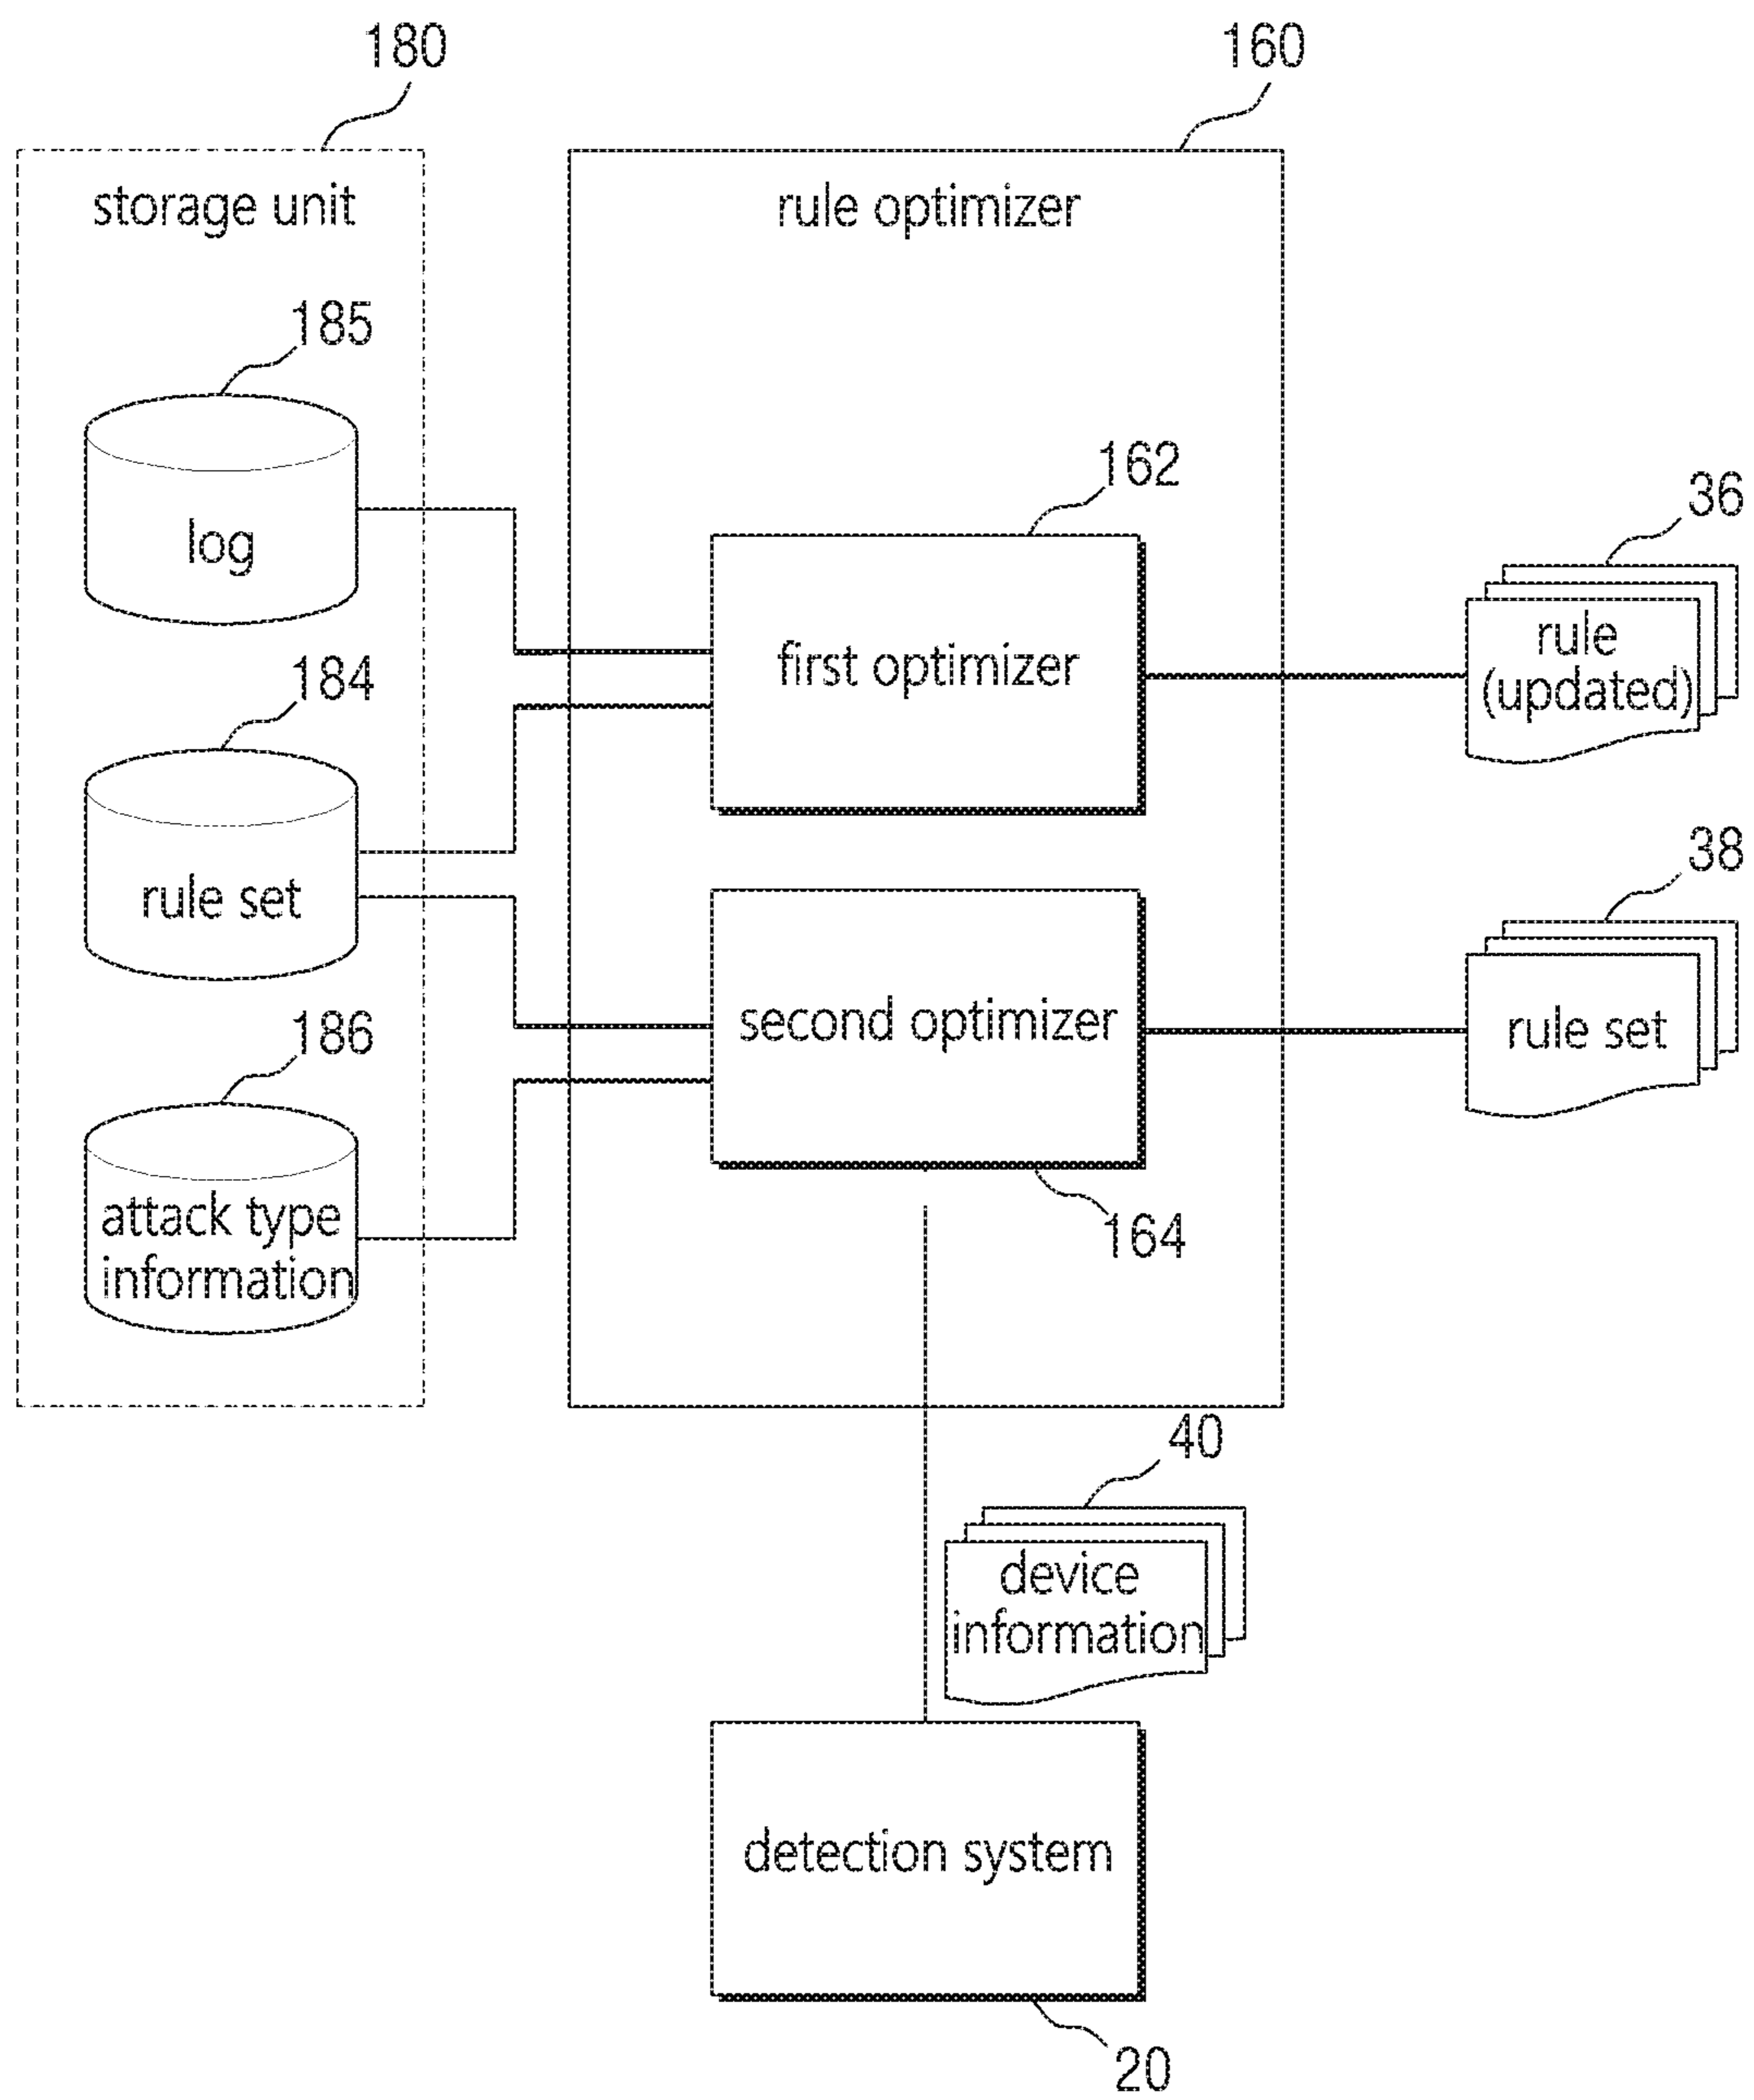 180
160
storage unit
rule optimizer
185
log
162
36
first optimizer
rule
(updated)
184
rule set
38
second optimizer
rule set
186
attack type
information
164
40
device
information
detection system
20